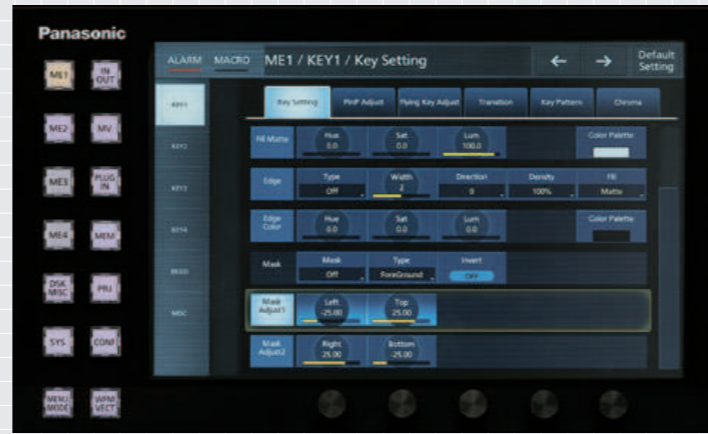 Panasonic
ALARM MACRO ME1 / KEY1 / Key Setting ← → Default Setting
ME1 IN OUT
KEY1 Key Setting PinP Adjust Flying Key Adjust Transition Key Pattern Chroma
ME2 MV
KEY2 Fill Matte Hue 0.0 Sat 0.0 Lum 100.0 Color Palette
ME3 PLUG IN
KEY3 Edge Type Off Width 2 Direction 0 Density 100% Fill Matte
ME4 MEM
KEY4 Edge Color Hue 0.0 Sat 0.0 Lum 0.0 Color Palette
Mask Mask Off Type ForeGround Invert OFF
DSK MISC PRJ
Mask Adjust1 Left -25.00 Top 25.00
SYS CONF
Mask Adjust2 Right 25.00 Bottom -25.00
MENU MODE WFM VECT